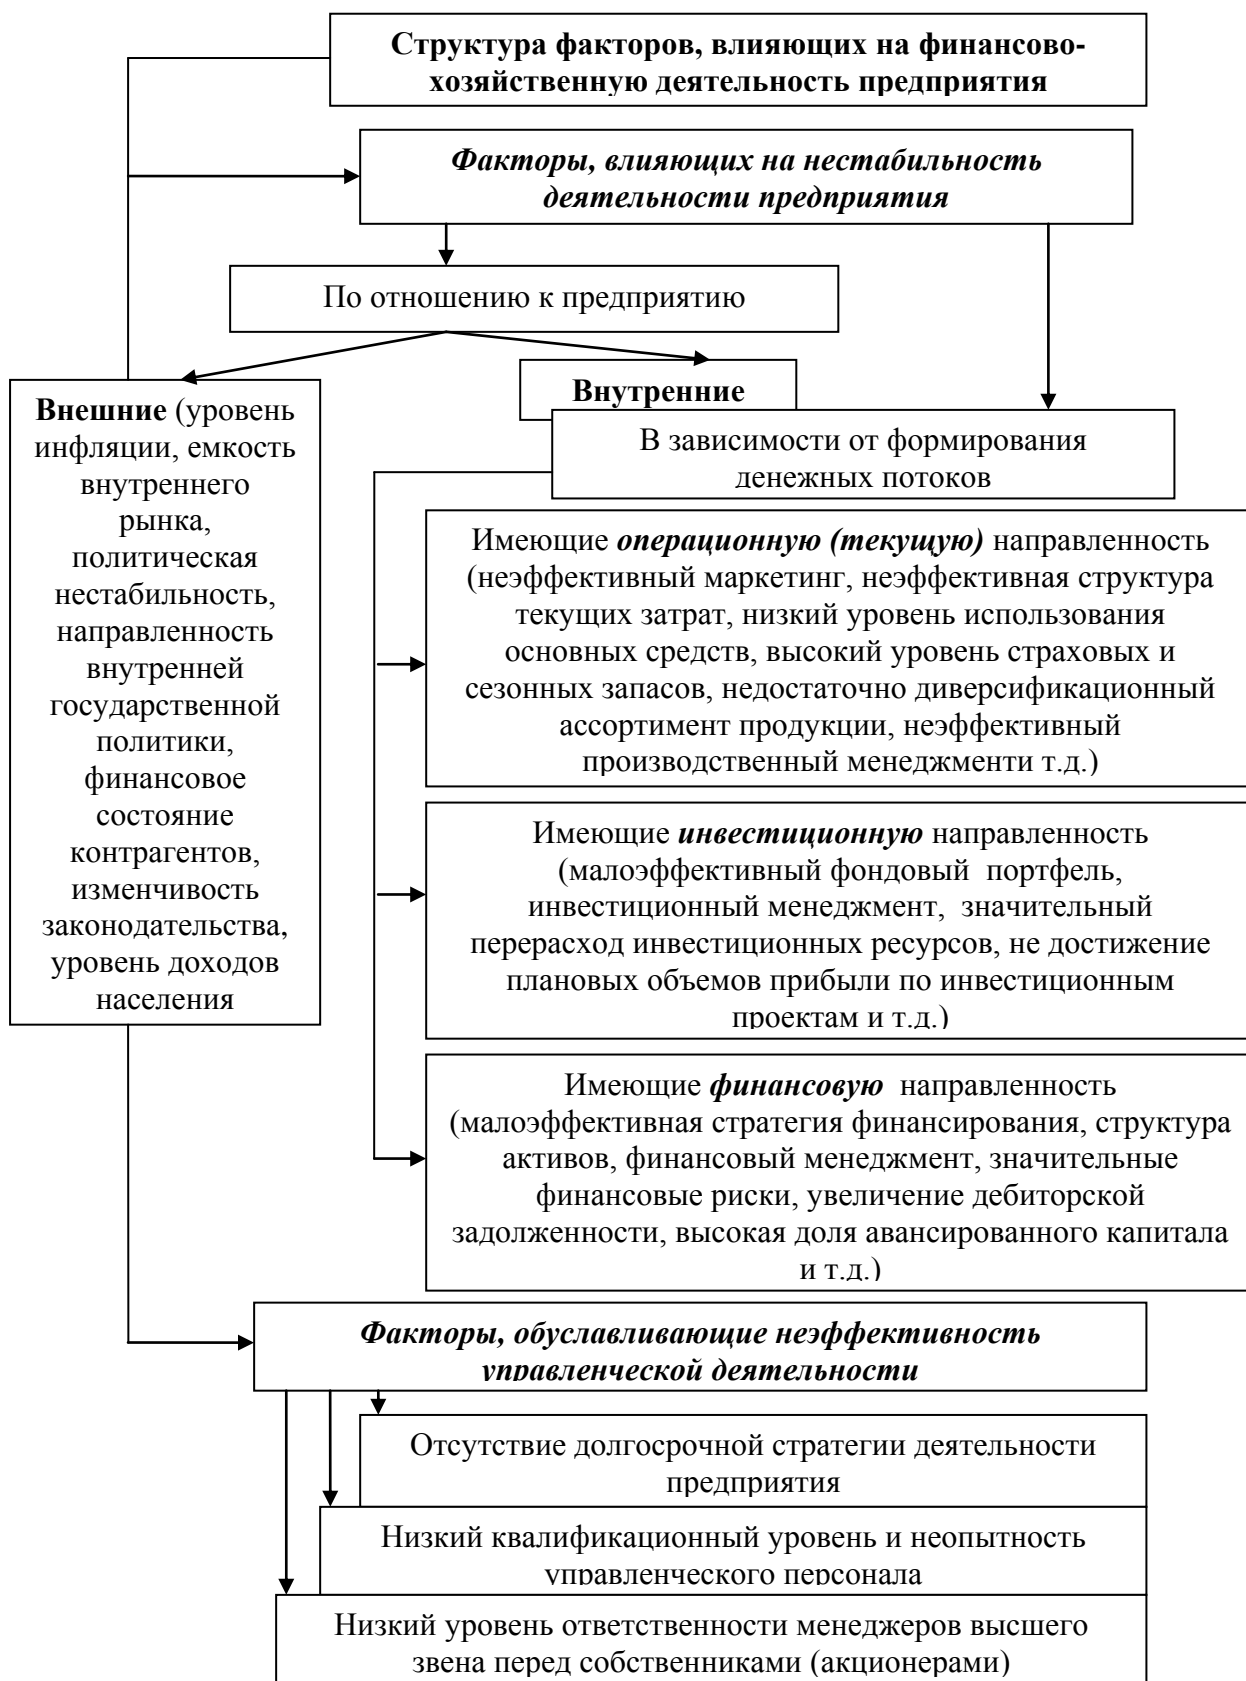 Структура факторов, влияющих на финансово-
хозяйственную деятельность предприятия
Факторы, влияющих на нестабильность
деятельности предприятия
По отношению к предприятию
Внешние (уровень
инфляции, емкость
внутреннего
рынка,
политическая
нестабильность,
направленность
внутренней
государственной
политики,
финансовое
состояние
контрагентов,
изменчивость
законодательства,
уровень доходов
населения
Внутренние
В зависимости от формирования
денежных потоков
Имеющие операционную (текущую) направленность
(неэффективный маркетинг, неэффективная структура
текущих затрат, низкий уровень использования
основных средств, высокий уровень страховых и
сезонных запасов, недостаточно диверсификационный
ассортимент продукции, неэффективный
производственный менеджменти т.д.)
Имеющие инвестиционную направленность
(малоэффективный фондовый портфель,
инвестиционный менеджмент, значительный
перерасход инвестиционных ресурсов, не достижение
плановых объемов прибыли по инвестиционным
проектам и т.д.)
Имеющие финансовую направленность
(малоэффективная стратегия финансирования, структура
активов, финансовый менеджмент, значительные
финансовые риски, увеличение дебиторской
задолженности, высокая доля авансированного капитала
и т.д.)
Факторы, обуславливающие неэффективность
управленческой деятельности
Отсутствие долгосрочной стратегии деятельности
предприятия
Низкий квалификационный уровень и неопытность
управленческого персонала
Низкий уровень ответственности менеджеров высшего
звена перед собственниками (акционерами)